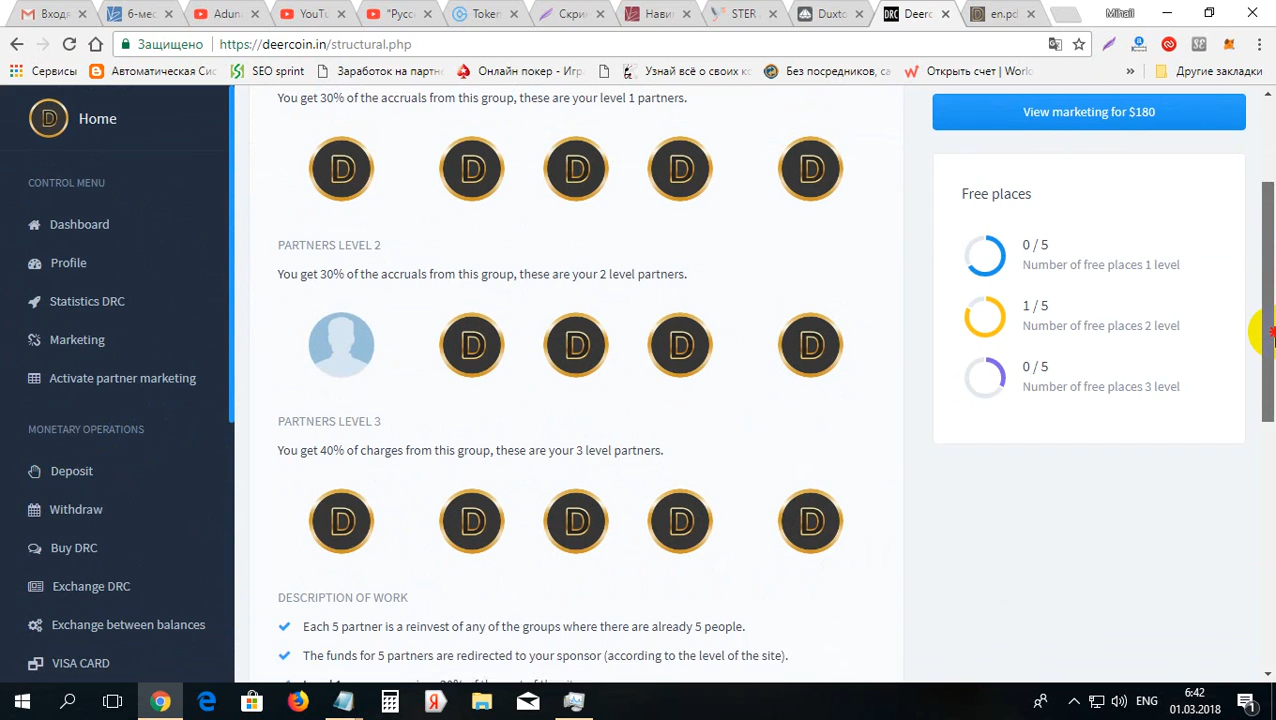 Входя
6-мес
Adun
YouTu
"Русс
Token
Скри
Нави
STER
Duxto
DRC Deerc
en.pd
Mihail
Защищено https://deercoin.in/structural.php
Сервисы Автоматическая Сис SEO sprint Заработок на партн Онлайн покер - Игр Узнай всё о своих ко Без посредников, са Открыть счет | Worl » Другие закладки
D Home
CONTROL MENU
Dashboard
Profile
Statistics DRC
Marketing
Activate partner marketing
MONETARY OPERATIONS
Deposit
Withdraw
Buy DRC
Exchange DRC
Exchange between balances
VISA CARD
You get 30% of the accruals from this group, these are your level 1 partners.
D D D D D
PARTNERS LEVEL 2
You get 30% of the accruals from this group, these are your 2 level partners.
D D D D
PARTNERS LEVEL 3
You get 40% of charges from this group, these are your 3 level partners.
D D D D D
DESCRIPTION OF WORK
Each 5 partner is a reinvest of any of the groups where there are already 5 people.
The funds for 5 partners are redirected to your sponsor (according to the level of the site).
View marketing for $180
Free places
0 / 5
Number of free places 1 level
1 / 5
Number of free places 2 level
0 / 5
Number of free places 3 level
ENG
6:42
01.03.2018
1